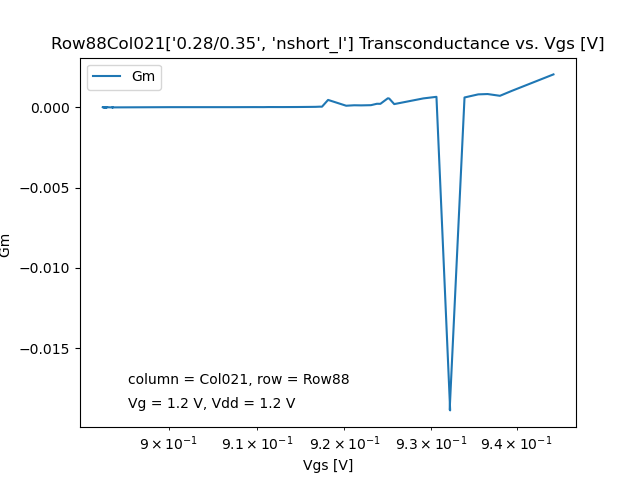 Row88Col021['0.28/0.35', 'nshort_l'] Transconductance vs. Vgs [V]
Gm
0.000
−0.005
−0.010
−0.015
Gm
column = Col021, row = Row88
Vg = 1.2 V, Vdd = 1.2 V
9 × 10⁻¹ 9.1 × 10⁻¹ 9.2 × 10⁻¹ 9.3 × 10⁻¹ 9.4 × 10⁻¹
Vgs [V]